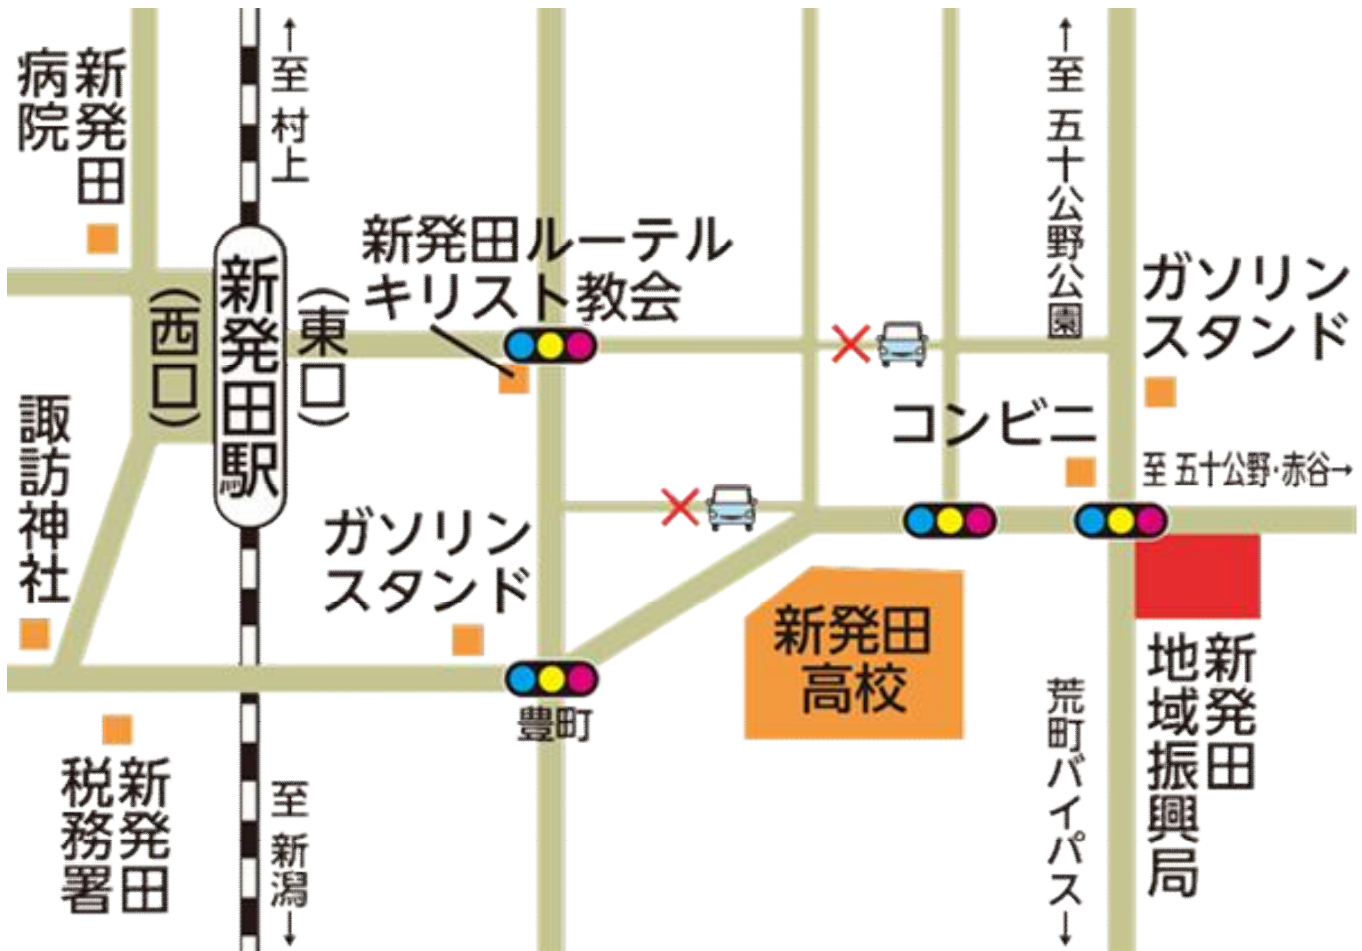 新発田
病院
←至 村上
←至 五十公野公園
新発田ルーテル
キリスト教会
ガソリン
スタンド
(西口)
新発田駅
(東口)
諏訪神社
コンビニ
至 五十公野・赤谷→
ガソリン
スタンド
新発田
高校
豊町
新発田
税務署
至 新潟→
荒町バイパス→
新発田
地域振興局